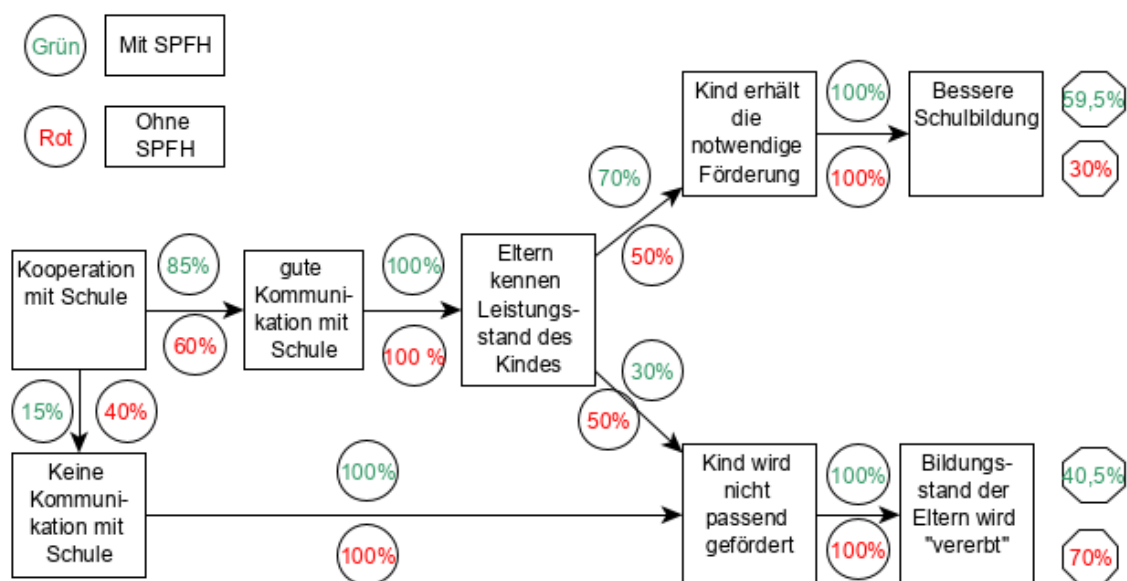 Grün
Mit SPFH
Rot
Ohne
SPFH
Kind erhält
die
notwendige
Förderung
100%
100%
Bessere
Schulbildung
59,5%
30%
70%
50%
Kooperation
mit Schule
85%
60%
gute
Kommuni-
kation mit
Schule
100%
100 %
Eltern
kennen
Leistungs-
stand des
Kindes
30%
50%
15%
40%
Keine
Kommuni-
kation mit
Schule
100%
100%
Kind wird
nicht
passend
gefördert
100%
100%
Bildungs-
stand der
Eltern wird
"vererbt"
40,5%
70%